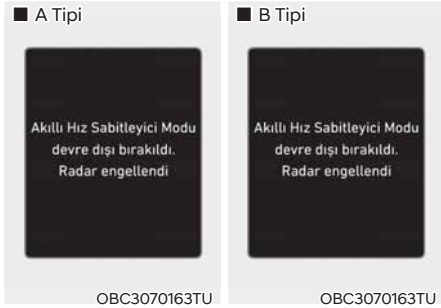 ■ A Tipi
Akıllı Hız Sabitleyici Modu
devre dışı bırakıldı.
Radar engellendi
OBC3070163TU
■ B Tipi
Akıllı Hız Sabitleyici Modu
devre dışı bırakıldı.
Radar engellendi
OBC3070163TU